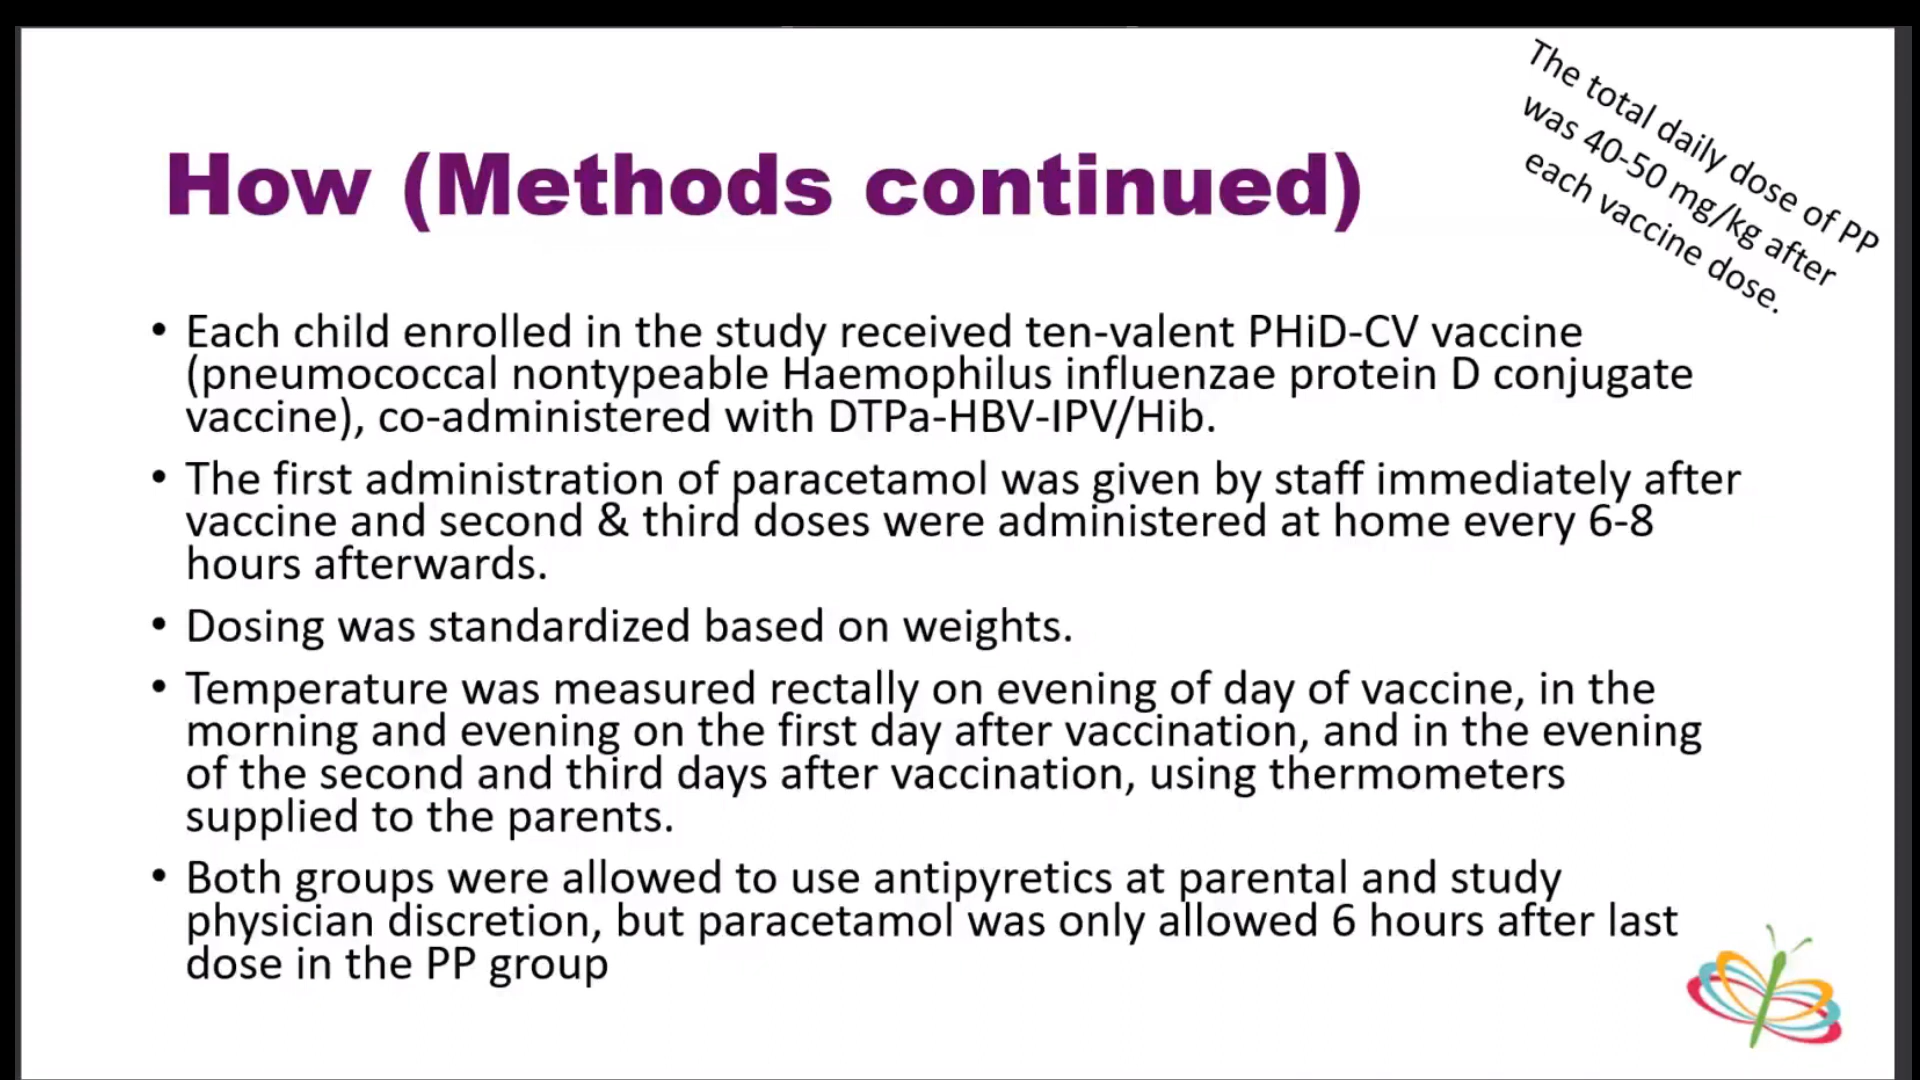 The total daily dose of PP
was 40-50 mg/kg after
each vaccine dose.
How (Methods continued)
• Each child enrolled in the study received ten-valent PHiD-CV vaccine
(pneumococcal nontypeable Haemophilus influenzae protein D conjugate
vaccine), co-administered with DTPa-HBV-IPV/Hib.
• The first administration of paracetamol was given by staff immediately after
vaccine and second & third doses were administered at home every 6-8
hours afterwards.
• Dosing was standardized based on weights.
• Temperature was measured rectally on evening of day of vaccine, in the
morning and evening on the first day after vaccination, and in the evening
of the second and third days after vaccination, using thermometers
supplied to the parents.
• Both groups were allowed to use antipyretics at parental and study
physician discretion, but paracetamol was only allowed 6 hours after last
dose in the PP group